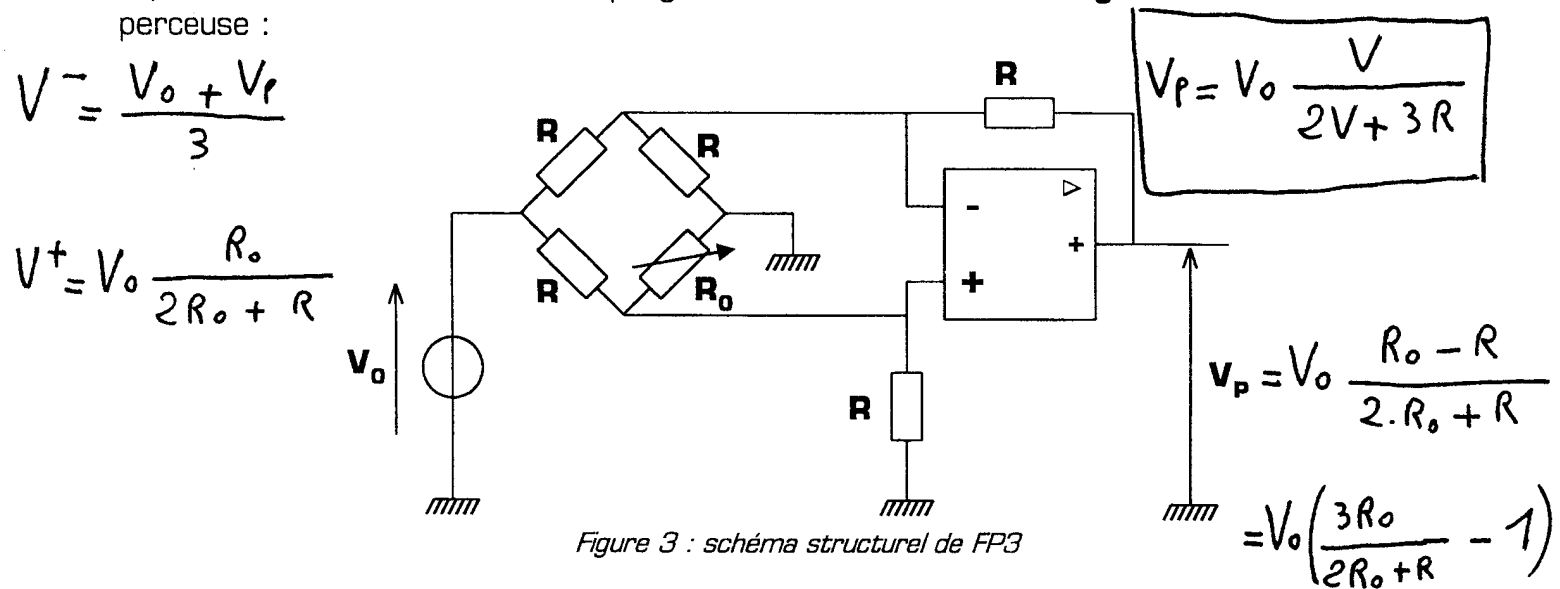 perceuse :
V⁻ = (V₀ + Vₚ) / 3
V⁺ = V₀ R₀ / (2R₀ + R)
R
R
R
R
R₀
-
+
▷
+
R
V₀
Vₚ = V₀ V / (2V + 3R)
Vₚ = V₀ (R₀ - R) / (2.R₀ + R)
= V₀ (3R₀ / (2R₀ + R) - 1)
Figure 3 : schéma structurel de FP3